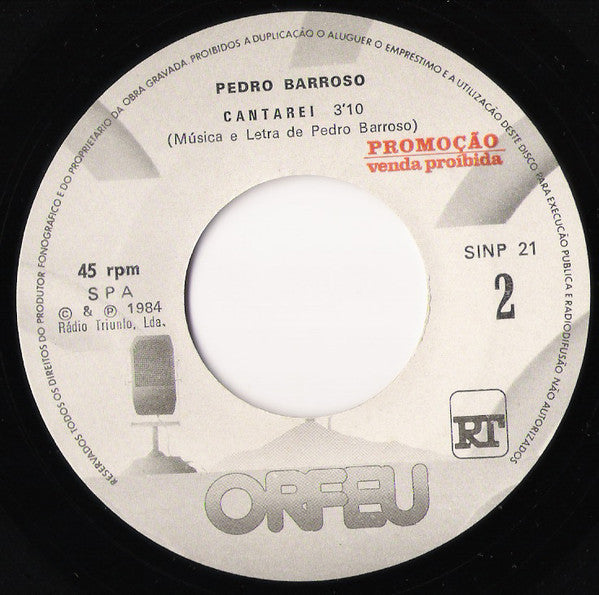 RESERVADOS TODOS OS DIREITOS DO PRODUTOR FONOGRÁFICO E DO PROPRIETÁRIO DA OBRA GRAVADA PROIBIDOS A DUPLICAÇÃO O ALUGUER O EMPRÉSTIMO E A UTILIZAÇÃO DESTE DISCO PARA EXECUÇÃO PUBLICA E RADIODIFUSÃO NÃO AUTORIZADOS
PEDRO BARROSO
CANTAREI 3'10
(Música e Letra de Pedro Barroso)
PROMOÇÃO
venda proíbida
45 rpm
SPA
© & ℗ 1984
Rádio Triunfo, Lda.
SINP 21
2
RT
ORFEU